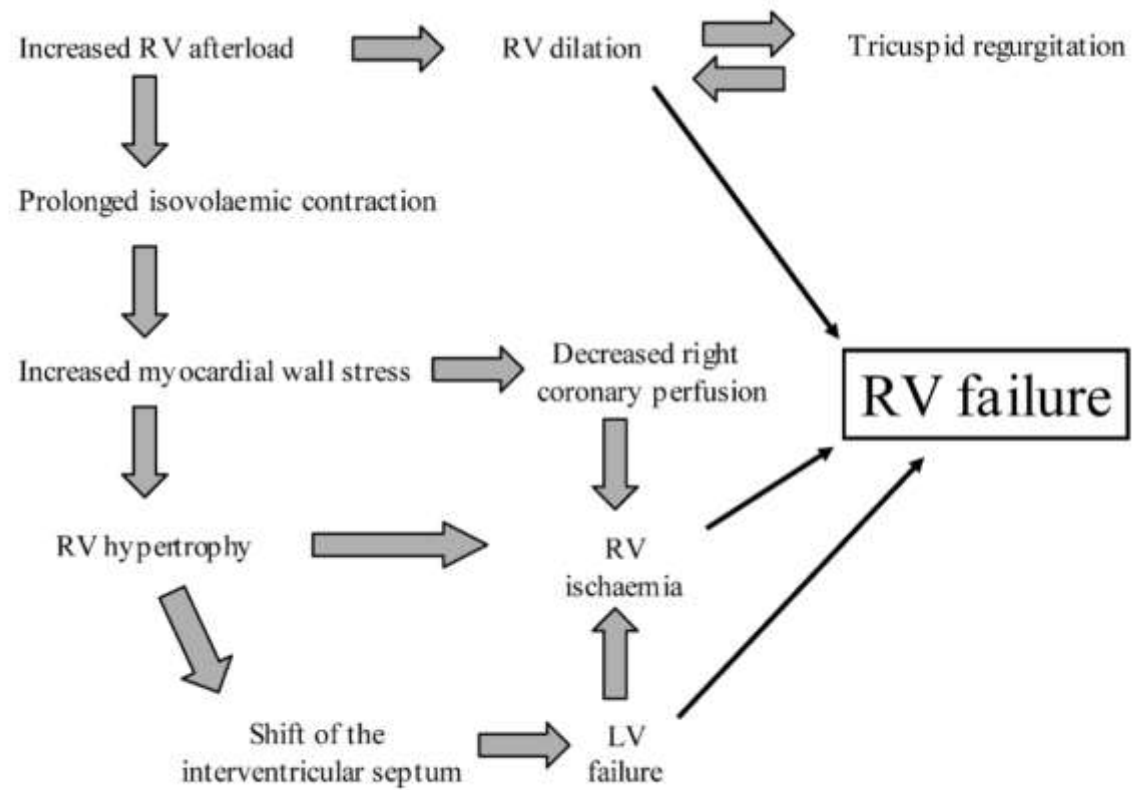 Increased RV afterload
RV dilation
Tricuspid regurgitation
Prolonged isovolaemic contraction
Increased myocardial wall stress
Decreased right
coronary perfusion
RV failure
RV hypertrophy
RV
ischaemia
Shift of the
interventricular septum
LV
failure